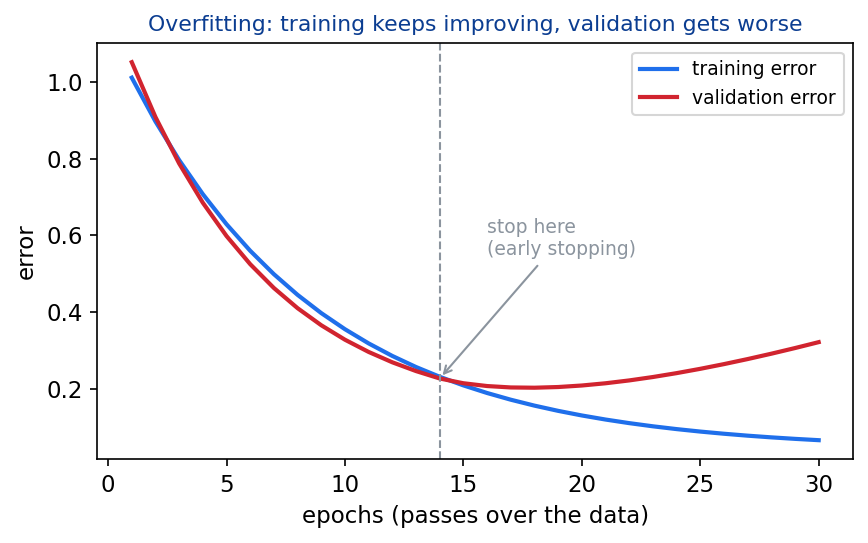 Overfitting: training keeps improving, validation gets worse
training error
validation error
stop here
(early stopping)
error
1.0
0.8
0.6
0.4
0.2
0
5
10
15
20
25
30
epochs (passes over the data)